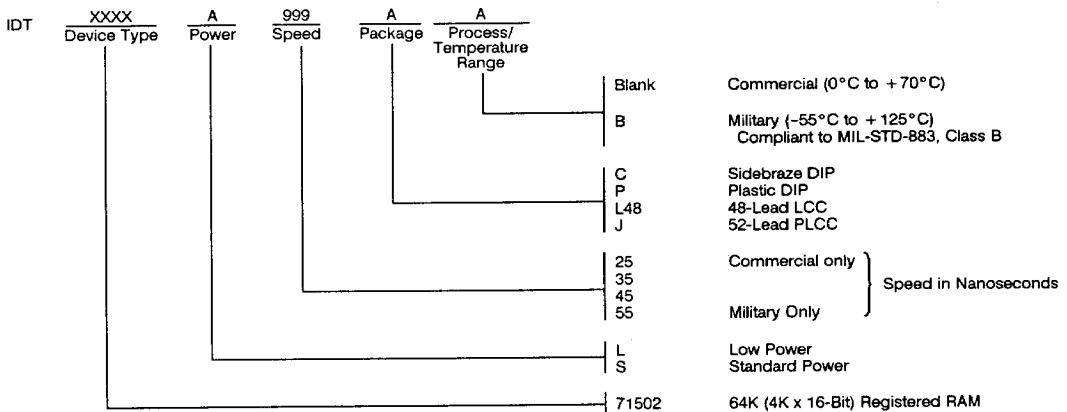 IDT XXXX A 999 A A
Device Type Power Speed Package Process/
Temperature
Range
Blank Commercial (0°C to +70°C)
B Military (-55°C to +125°C)
Compliant to MIL-STD-883, Class B
C Sidebraze DIP
P Plastic DIP
L48 48-Lead LCC
J 52-Lead PLCC
25 Commercial only
35
45
55 Military Only
Speed in Nanoseconds
L Low Power
S Standard Power
71502 64K (4K x 16-Bit) Registered RAM